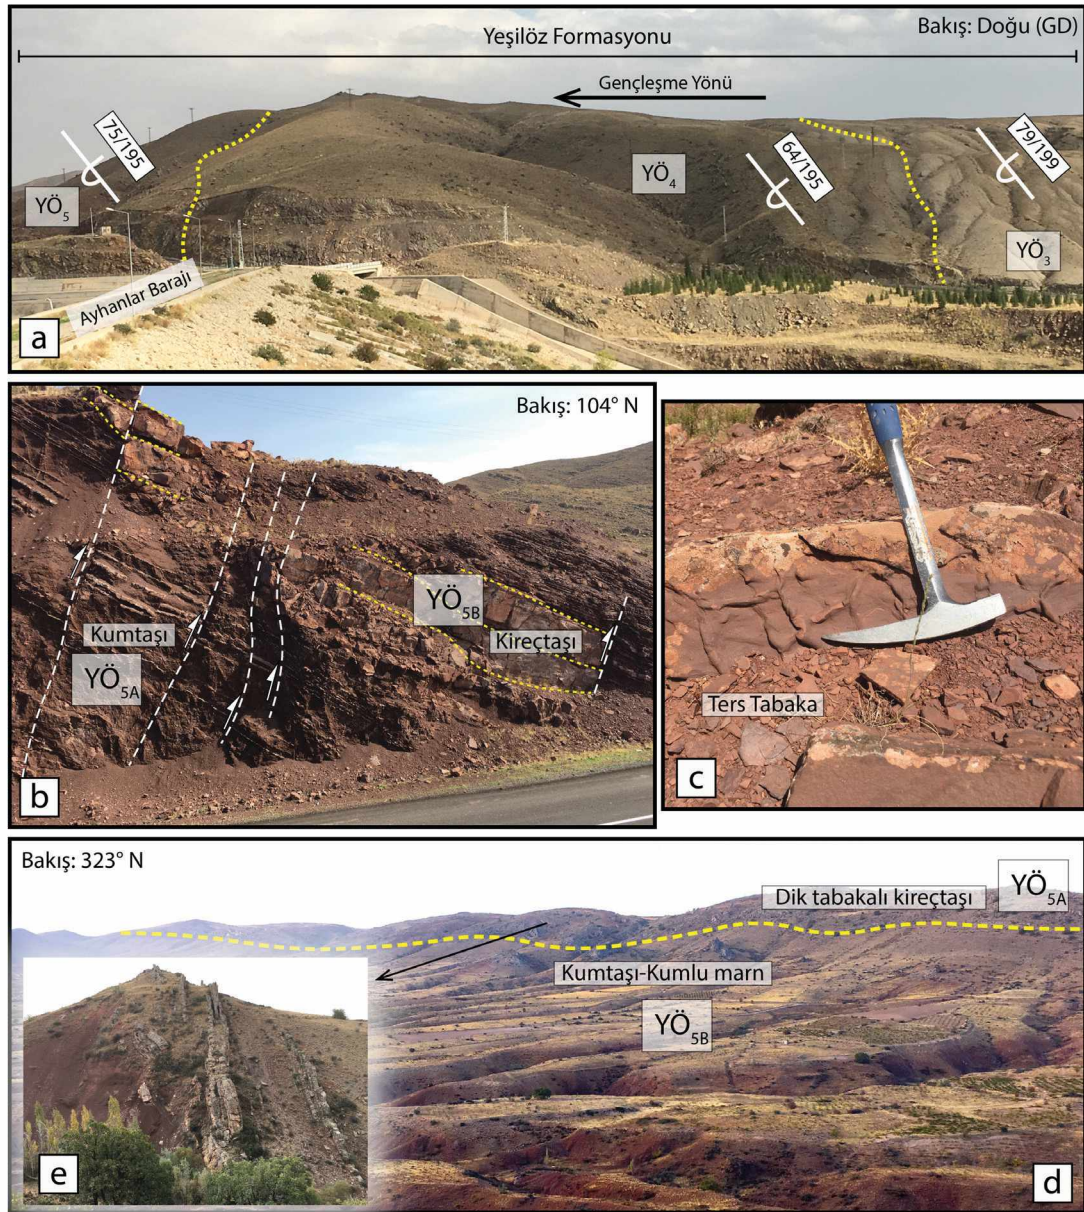 Yeşilöz Formasyonu
Bakış: Doğu (GD)
Gençleşme Yönü
75/195
64/195
79/199
YÖ5
YÖ4
YÖ3
Ayhanlar Barajı
a
Bakış: 104° N
YÖ5B
Kumtaşı
Kireçtaşı
YÖ5A
b
Ters Tabaka
c
Bakış: 323° N
YÖ5A
Dik tabakalı kireçtaşı
Kumtaşı-Kumlu marn
YÖ5B
e
d